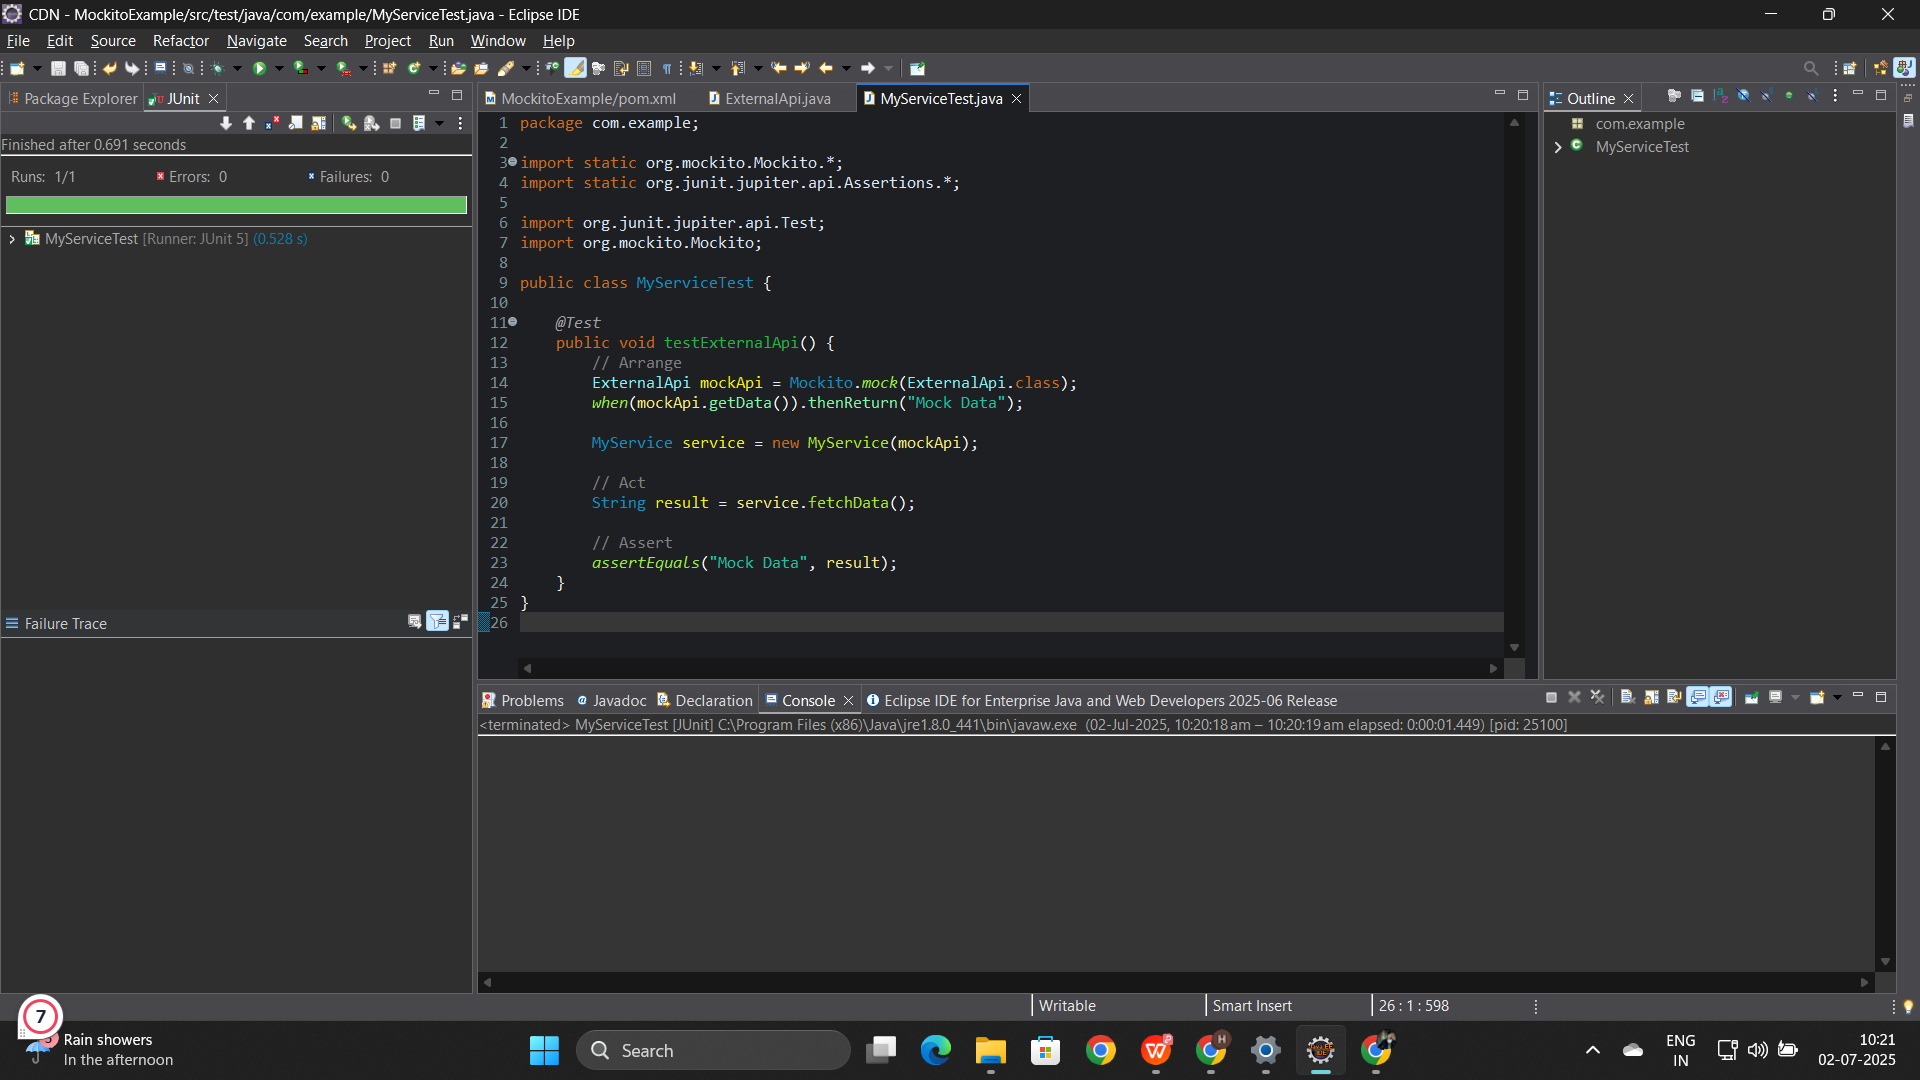 CDN - MockitoExample/src/test/java/com/example/MyServiceTest.java - Eclipse IDE
File Edit Source Refactor Navigate Search Project Run Window Help
Package Explorer JUnit
Finished after 0.691 seconds
Runs: 1/1 Errors: 0 Failures: 0
MyServiceTest [Runner: JUnit 5] (0.528 s)
Failure Trace
MockitoExample/pom.xml ExternalApi.java MyServiceTest.java
1 package com.example;
2
3 import static org.mockito.Mockito.*;
4 import static org.junit.jupiter.api.Assertions.*;
5
6 import org.junit.jupiter.api.Test;
7 import org.mockito.Mockito;
8
9 public class MyServiceTest {
10
11 @Test
12 public void testExternalApi() {
13 // Arrange
14 ExternalApi mockApi = Mockito.mock(ExternalApi.class);
15 when(mockApi.getData()).thenReturn("Mock Data");
16
17 MyService service = new MyService(mockApi);
18
19 // Act
20 String result = service.fetchData();
21
22 // Assert
23 assertEquals("Mock Data", result);
24 }
25 }
26
Outline
com.example
MyServiceTest
Problems Javadoc Declaration Console Eclipse IDE for Enterprise Java and Web Developers 2025-06 Release
<terminated> MyServiceTest [JUnit] C:\Program Files (x86)\Java\jre1.8.0_441\bin\javaw.exe (02-Jul-2025, 10:20:18 am – 10:20:19 am elapsed: 0:00:01.449) [pid: 25100]
Writable Smart Insert 26 : 1 : 598
7
Rain showers
In the afternoon
Search
ENG
IN
10:21
02-07-2025